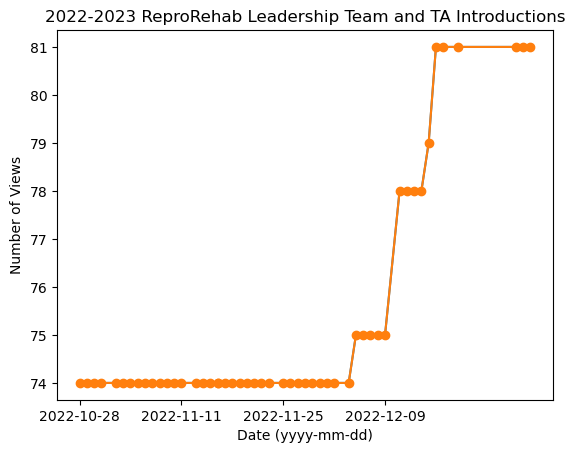 2022-2023 ReproRehab Leadership Team and TA Introductions
81
80
79
78
77
76
75
74
Number of Views
2022-10-28 2022-11-11 2022-11-25 2022-12-09
Date (yyyy-mm-dd)